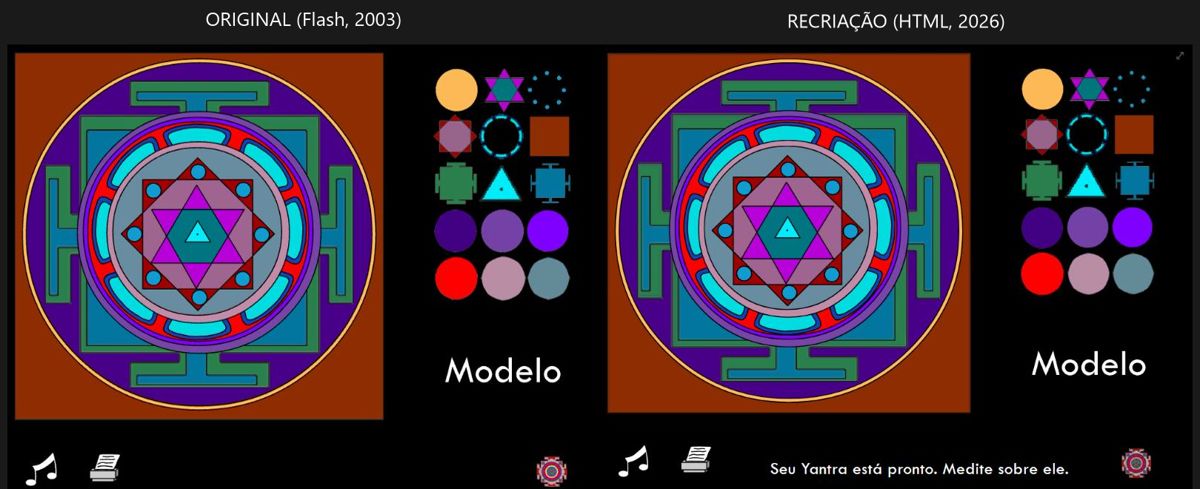 ORIGINAL (Flash, 2003)
RECRIAÇÃO (HTML, 2026)
Modelo
Modelo
Seu Yantra está pronto. Medite sobre ele.